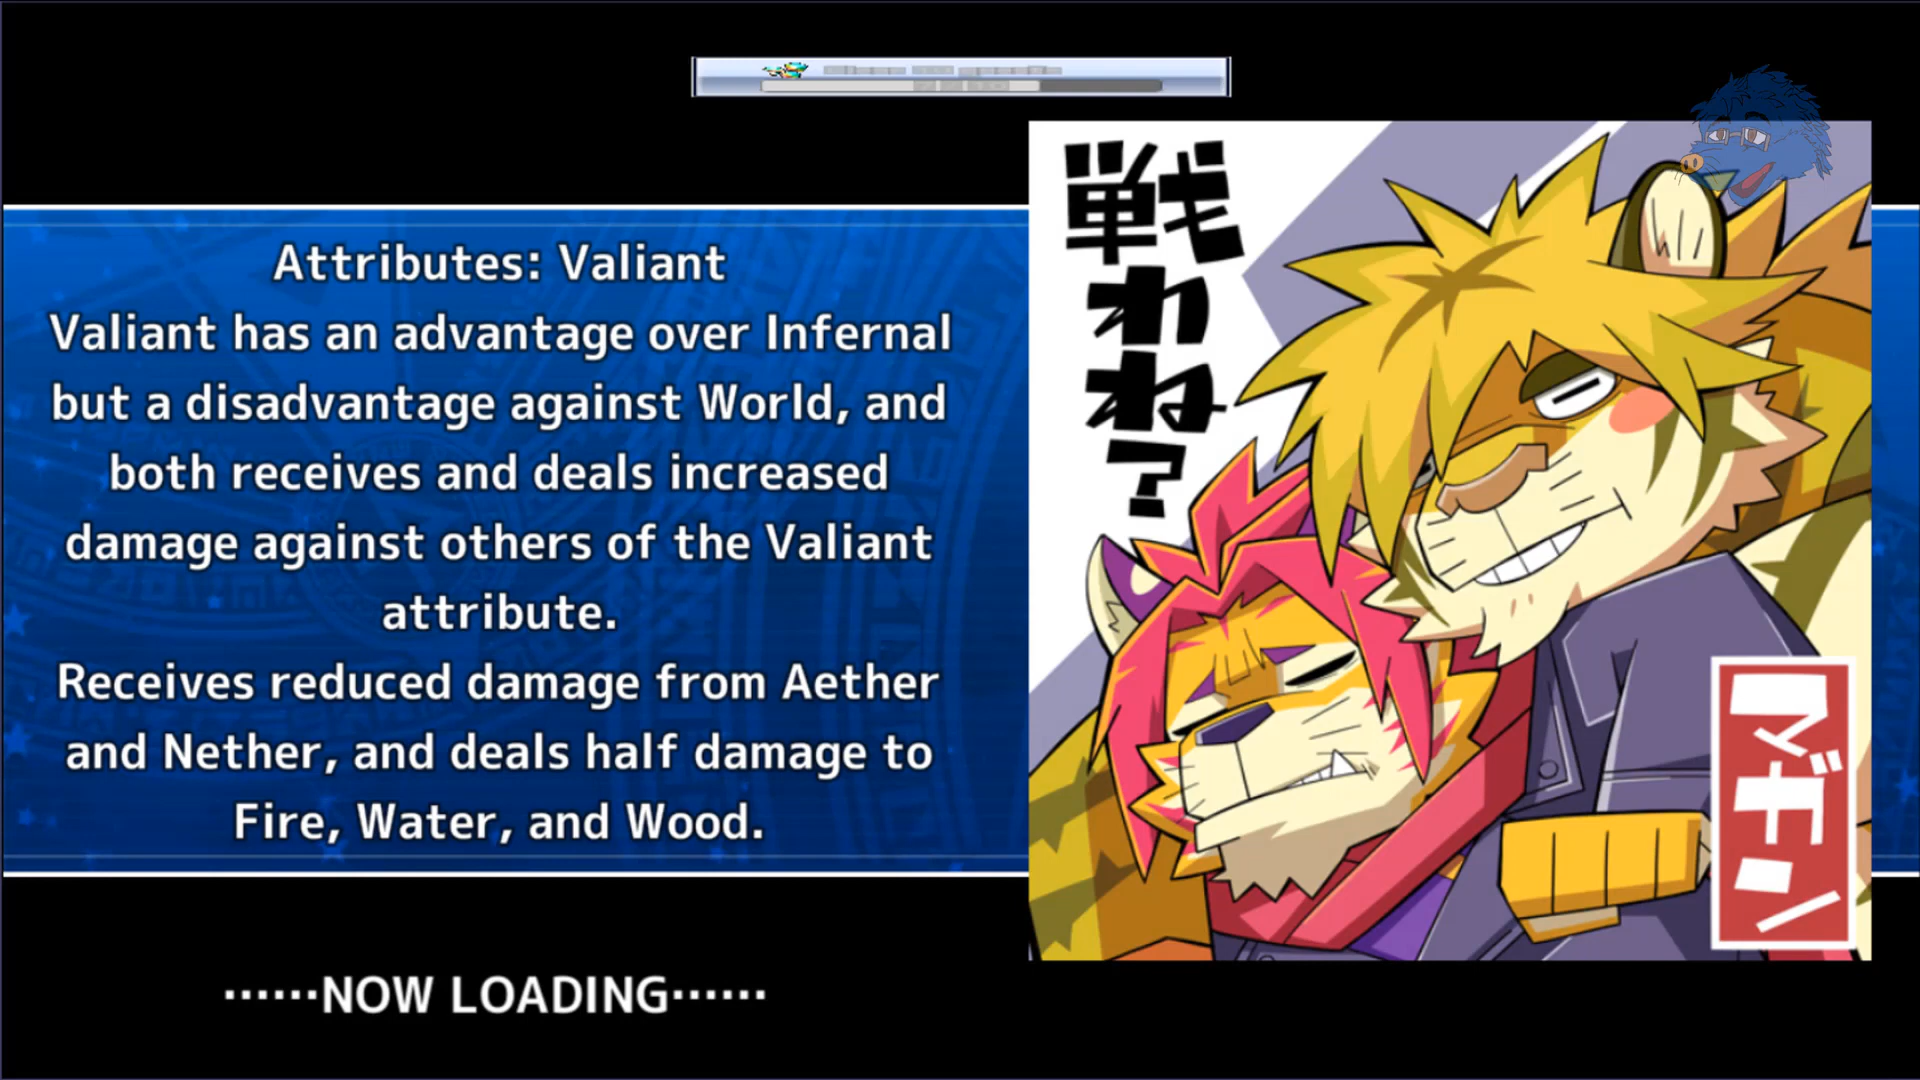 Attributes: Valiant
Valiant has an advantage over Infernal
but a disadvantage against World, and
both receives and deals increased
damage against others of the Valiant
attribute.
Receives reduced damage from Aether
and Nether, and deals half damage to
Fire, Water, and Wood.
……NOW LOADING……
戦わね?
マギン